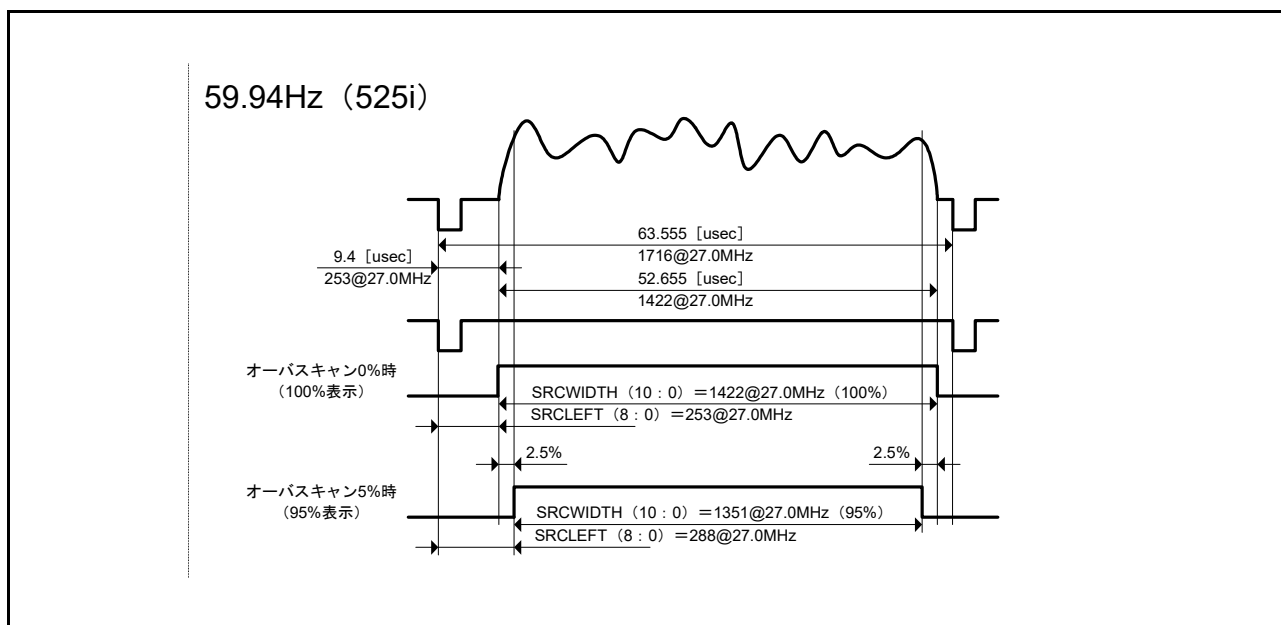 59.94Hz（525i）
63.555［usec］
1716@27.0MHz
9.4［usec］
253@27.0MHz
52.655［usec］
1422@27.0MHz
オーバスキャン0%時
（100%表示）
SRCWIDTH（10：0）＝1422@27.0MHz（100%）
SRCLEFT（8：0）＝253@27.0MHz
2.5%
2.5%
オーバスキャン5%時
（95%表示）
SRCWIDTH（10：0）＝1351@27.0MHz（95%）
SRCLEFT（8：0）＝288@27.0MHz